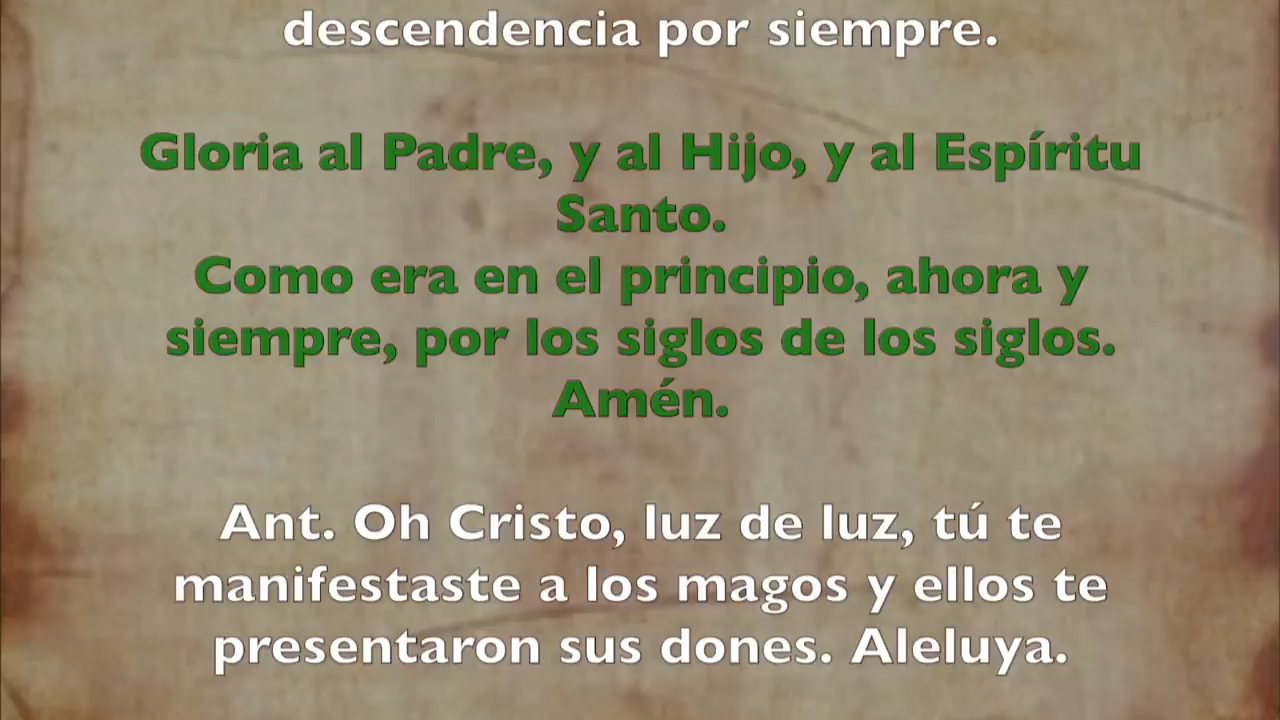 descendencia por siempre.
Gloria al Padre, y al Hijo, y al Espíritu
Santo.
Como era en el principio, ahora y
siempre, por los siglos de los siglos.
Amén.
Ant. Oh Cristo, luz de luz, tú te
manifestaste a los magos y ellos te
presentaron sus dones. Aleluya.